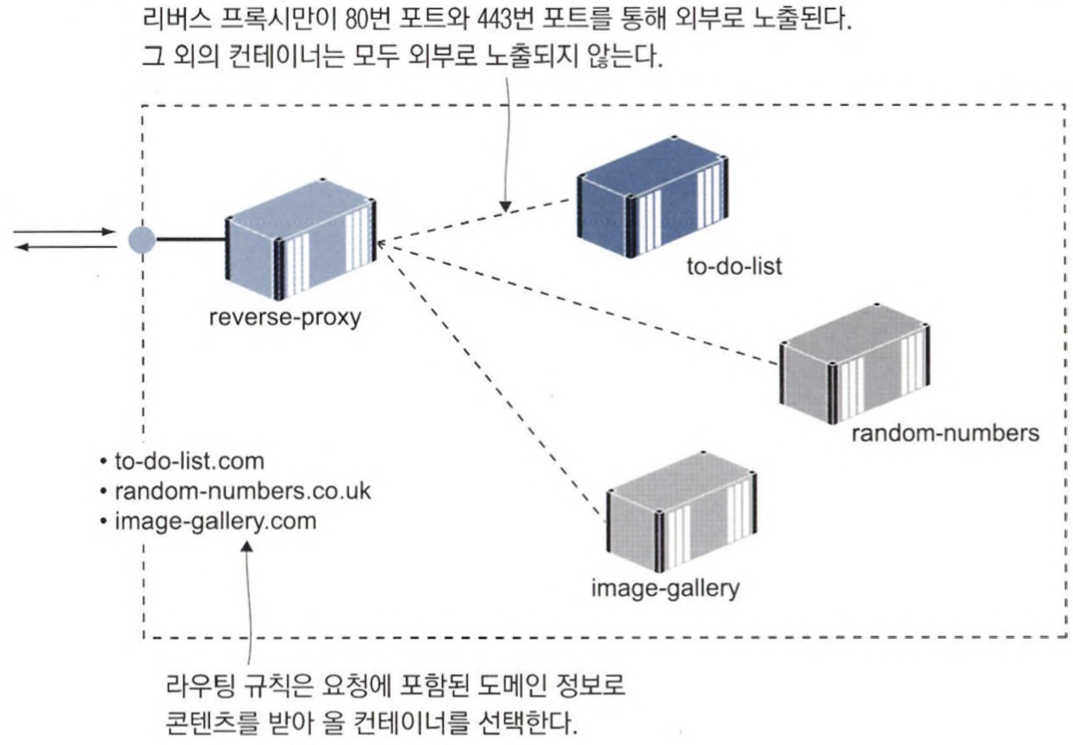 리버스 프록시만이 80번 포트와 443번 포트를 통해 외부로 노출된다.
그 외의 컨테이너는 모두 외부로 노출되지 않는다.
to-do-list
reverse-proxy
random-numbers
• to-do-list.com
• random-numbers.co.uk
• image-gallery.com
image-gallery
라우팅 규칙은 요청에 포함된 도메인 정보로
콘텐츠를 받아 올 컨테이너를 선택한다.